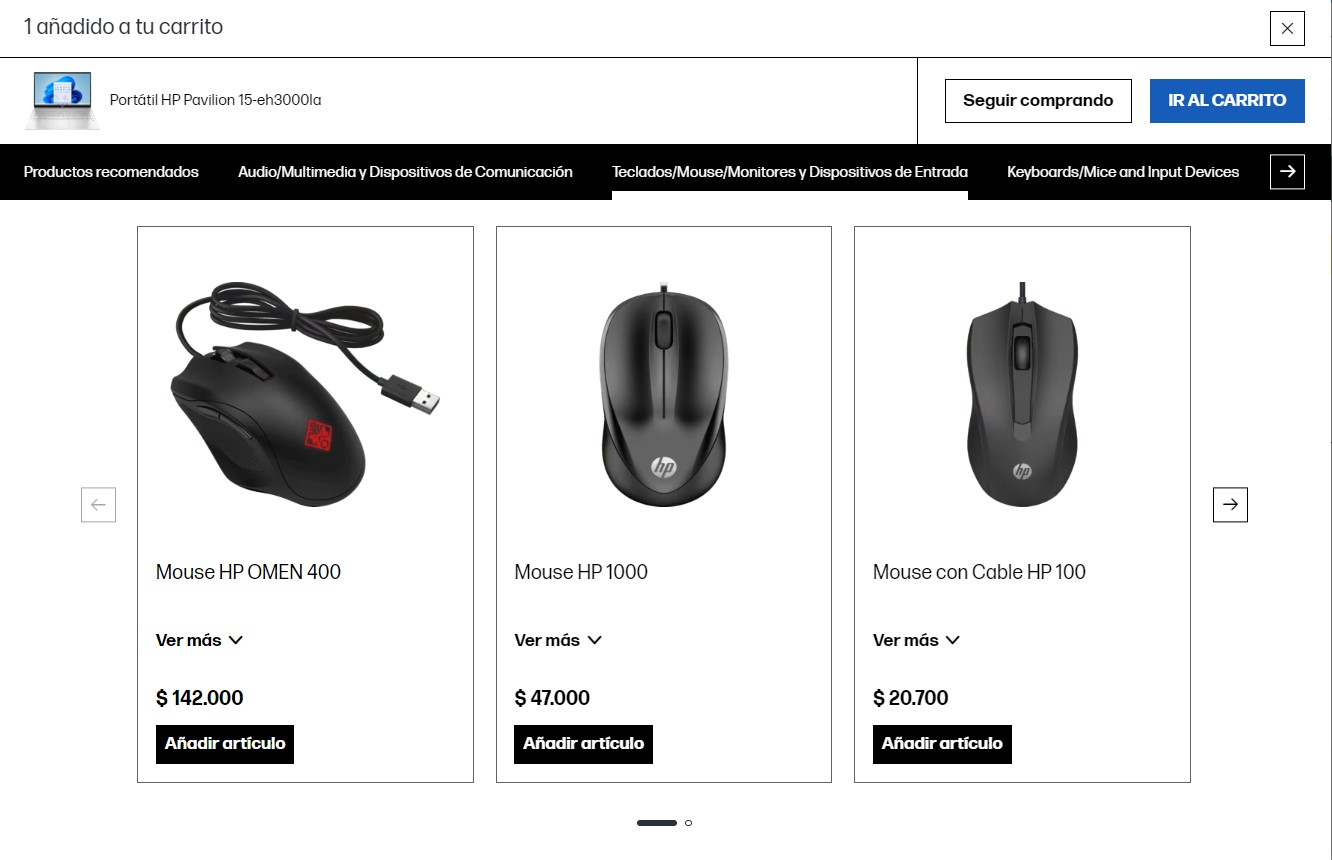 1 añadido a tu carrito
Portátil HP Pavilion 15-eh3000la
Seguir comprando
IR AL CARRITO
Productos recomendados
Audio/Multimedia y Dispositivos de Comunicación
Teclados/Mouse/Monitores y Dispositivos de Entrada
Keyboards/Mice and Input Devices
hp
hp
Mouse HP OMEN 400
Mouse HP 1000
Mouse con Cable HP 100
Ver más
Ver más
Ver más
$ 142.000
$ 47.000
$ 20.700
Añadir artículo
Añadir artículo
Añadir artículo